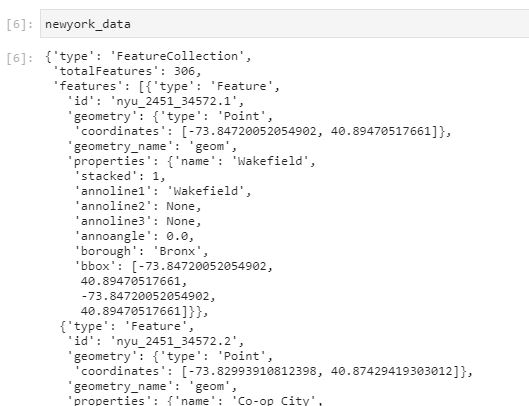 [6]: newyork_data
[6]: {'type': 'FeatureCollection',
'totalFeatures': 306,
'features': [{'type': 'Feature',
'id': 'nyu_2451_34572.1',
'geometry': {'type': 'Point',
'coordinates': [-73.84720052054902, 40.89470517661]},
'geometry_name': 'geom',
'properties': {'name': 'Wakefield',
'stacked': 1,
'annoline1': 'Wakefield',
'annoline2': None,
'annoline3': None,
'annoangle': 0.0,
'borough': 'Bronx',
'bbox': [-73.84720052054902,
40.89470517661,
-73.84720052054902,
40.89470517661]}},
{'type': 'Feature',
'id': 'nyu_2451_34572.2',
'geometry': {'type': 'Point',
'coordinates': [-73.82993910812398, 40.87429419303012]},
'geometry_name': 'geom',
'properties': {'name': 'Co-op City',